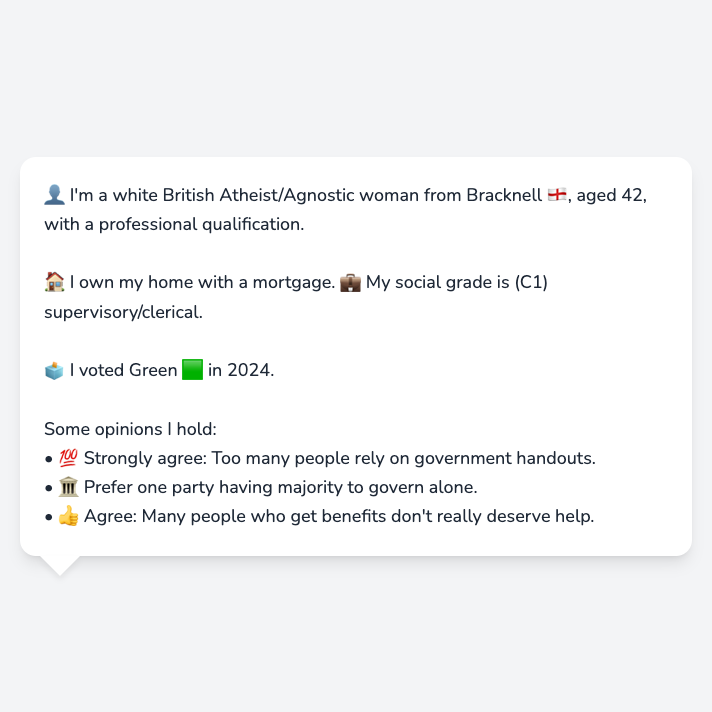 👤 I'm a white British Atheist/Agnostic woman from Bracknell 🏴󠁧󠁢󠁥󠁮󠁧󠁿, aged 42,
with a professional qualification.
🏠 I own my home with a mortgage. 💼 My social grade is (C1)
supervisory/clerical.
🗳️ I voted Green 🟩 in 2024.
Some opinions I hold:
• 💯 Strongly agree: Too many people rely on government handouts.
• 🏛️ Prefer one party having majority to govern alone.
• 👍 Agree: Many people who get benefits don't really deserve help.